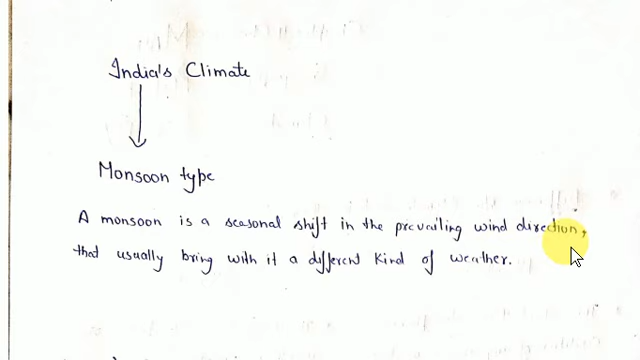 India's Climate
Monsoon type
A monsoon is a seasonal shift in the prevailing wind direction,
that usually bring with it a different kind of weather.